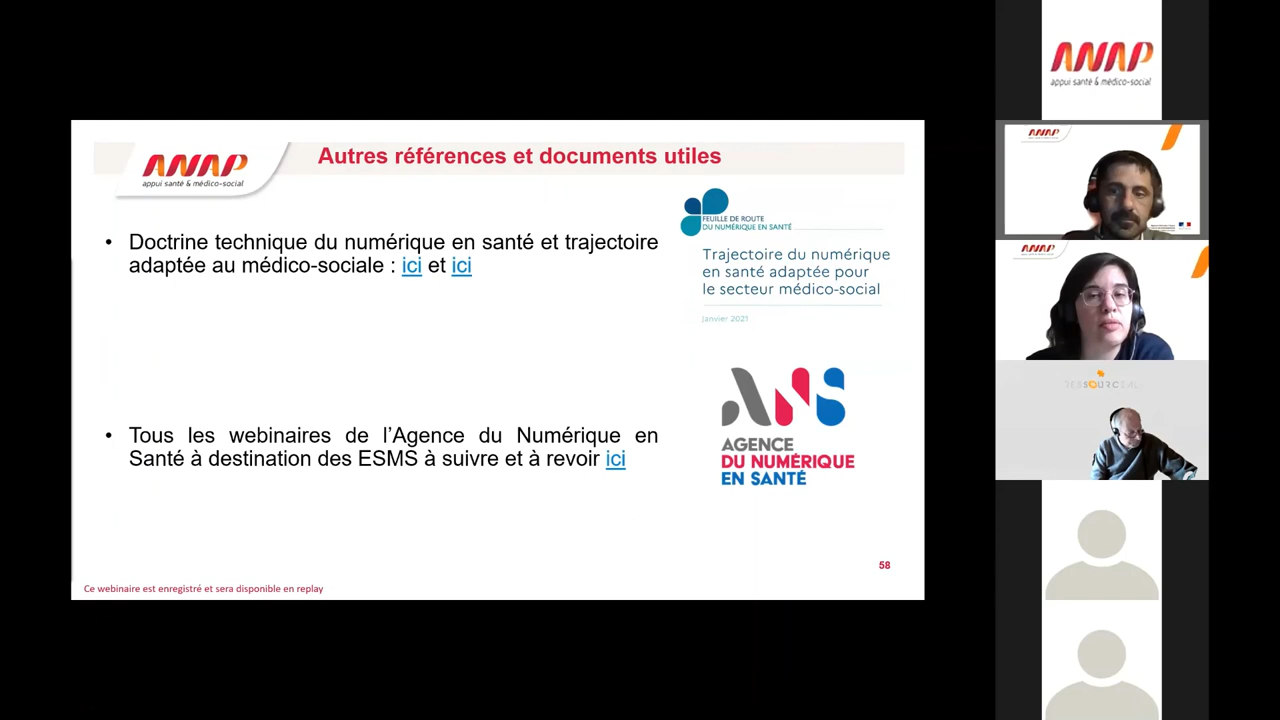 ANAP
appui santé & médico-social
Autres références et documents utiles
• Doctrine technique du numérique en santé et trajectoire
adaptée au médico-sociale : ici et ici
FEUILLE DE ROUTE
DU NUMÉRIQUE EN SANTÉ
Trajectoire du numérique
en santé adaptée pour
le secteur médico-social
janvier 2021
• Tous les webinaires de l’Agence du Numérique en
Santé à destination des ESMS à suivre et à revoir ici
ANS
AGENCE
DU NUMÉRIQUE
EN SANTÉ
58
Ce webinaire est enregistré et sera disponible en replay
ANAP
appui santé & médico-social
ANAP
ANAP
RESSOURCIAL